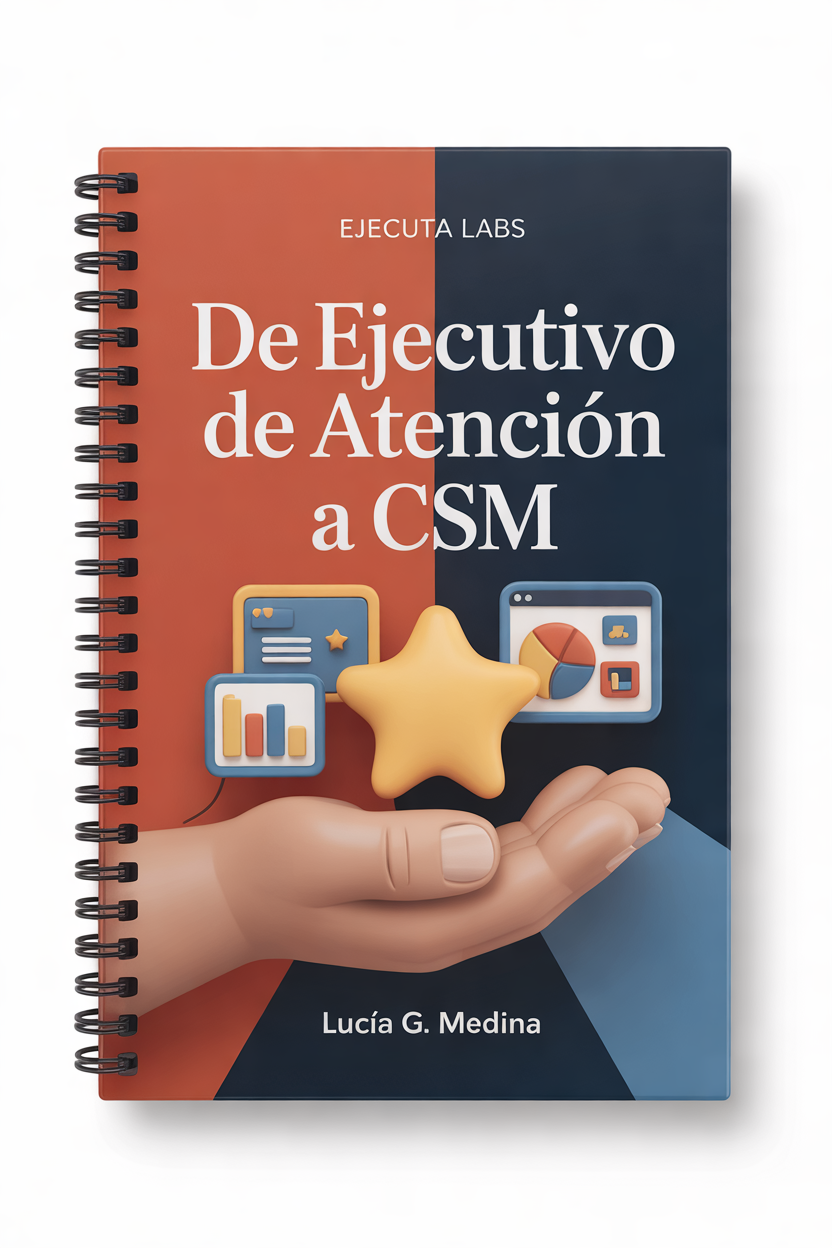 EJECUTA LABS
De Ejecutivo
de Atención
a CSM
Lucía G. Medina